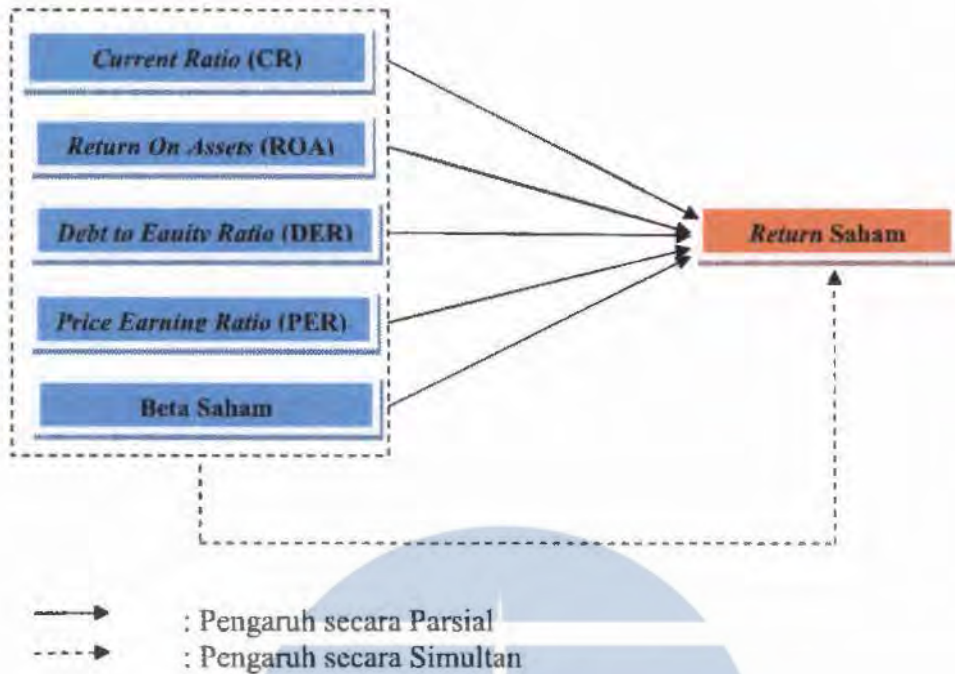 Current Ratio (CR)
Return On Assets (ROA)
Debt to Equity Ratio (DER)
Price Earning Ratio (PER)
Beta Saham
Return Saham
: Pengaruh secara Parsial
: Pengaruh secara Simultan